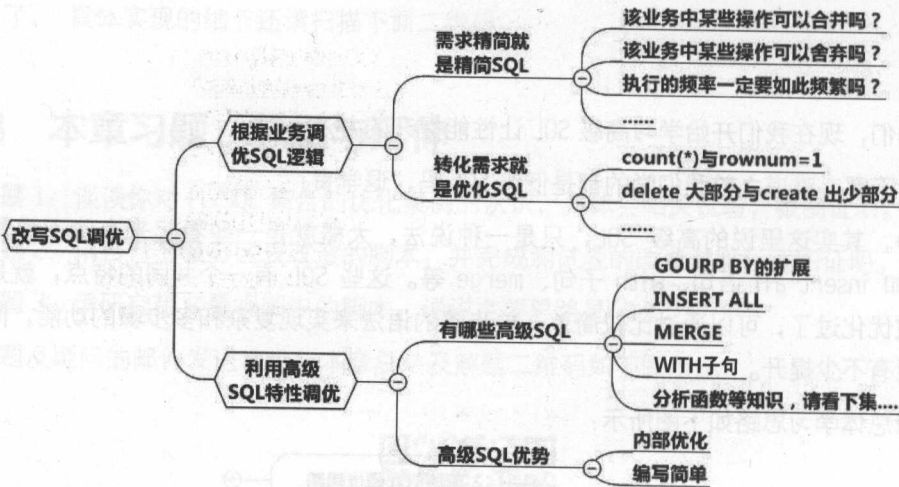 改写SQL调优
根据业务调
优SQL逻辑
需求精简就
是精简SQL
该业务中某些操作可以合并吗？
该业务中某些操作可以舍弃吗？
执行的频率一定要如此频繁吗？
......
转化需求就
是优化SQL
count(*)与rownum=1
delete 大部分与create 出少部分
......
利用高级
SQL特性调优
有哪些高级SQL
GOURP BY的扩展
INSERT ALL
MERGE
WITH子句
分析函数等知识，请看下集....
高级SQL优势
内部优化
编写简单